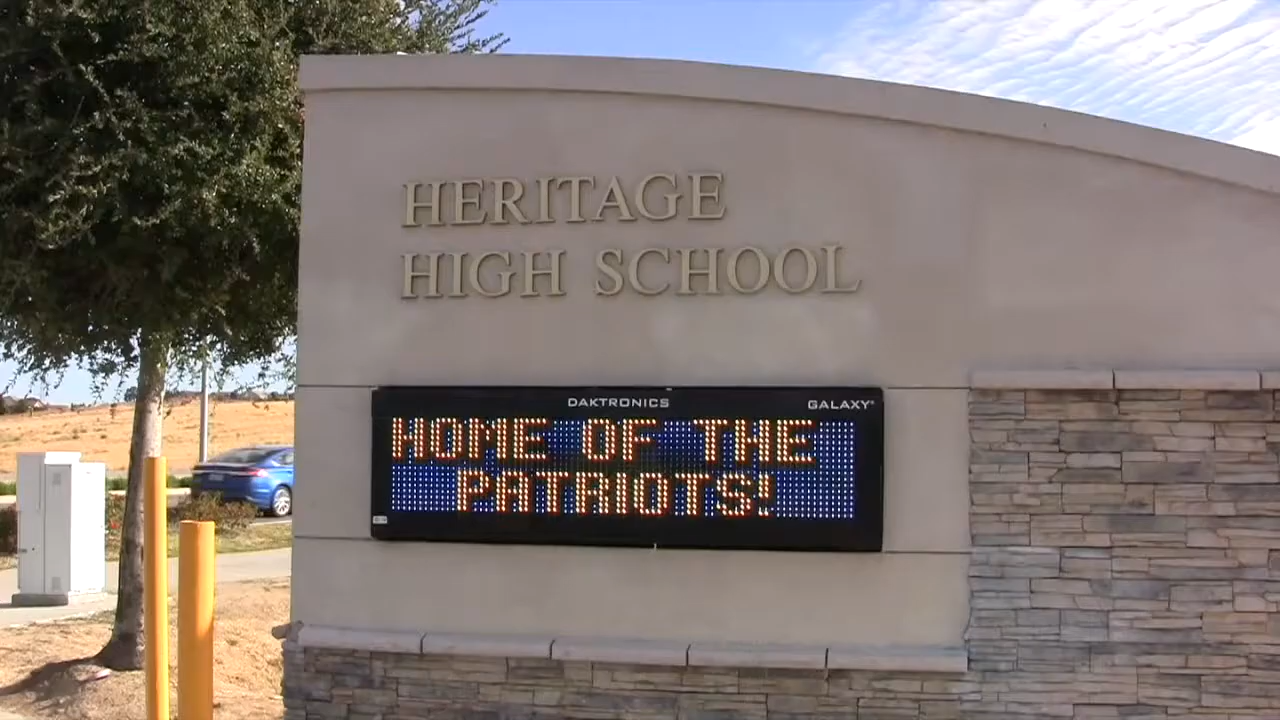 HERITAGE
HIGH SCHOOL
DAKTRONICS GALAXY®
HOME OF THE
PATRIOTS!